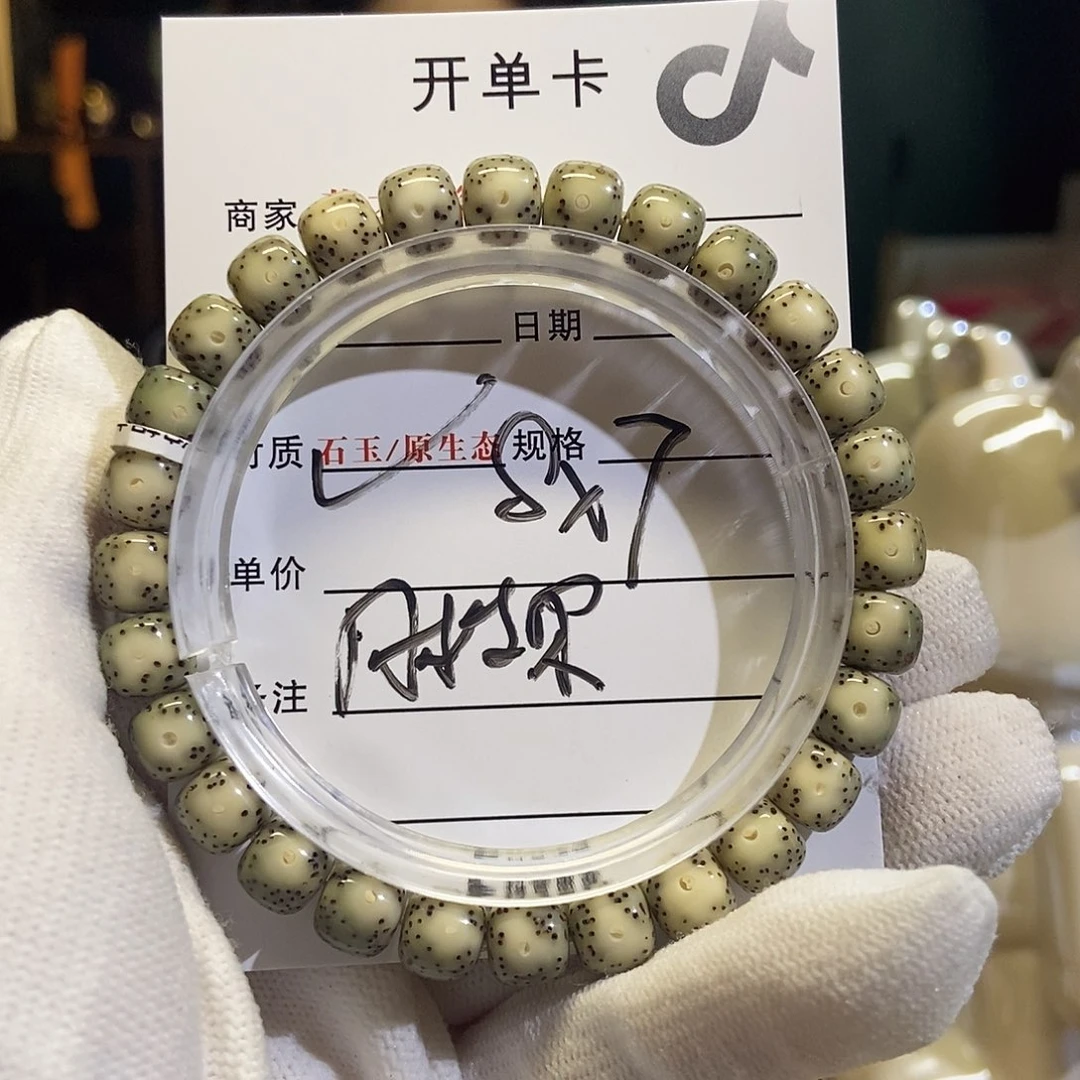 开单卡
商家
日期
材质 石玉/原生态 规格 8x7
单价
备注